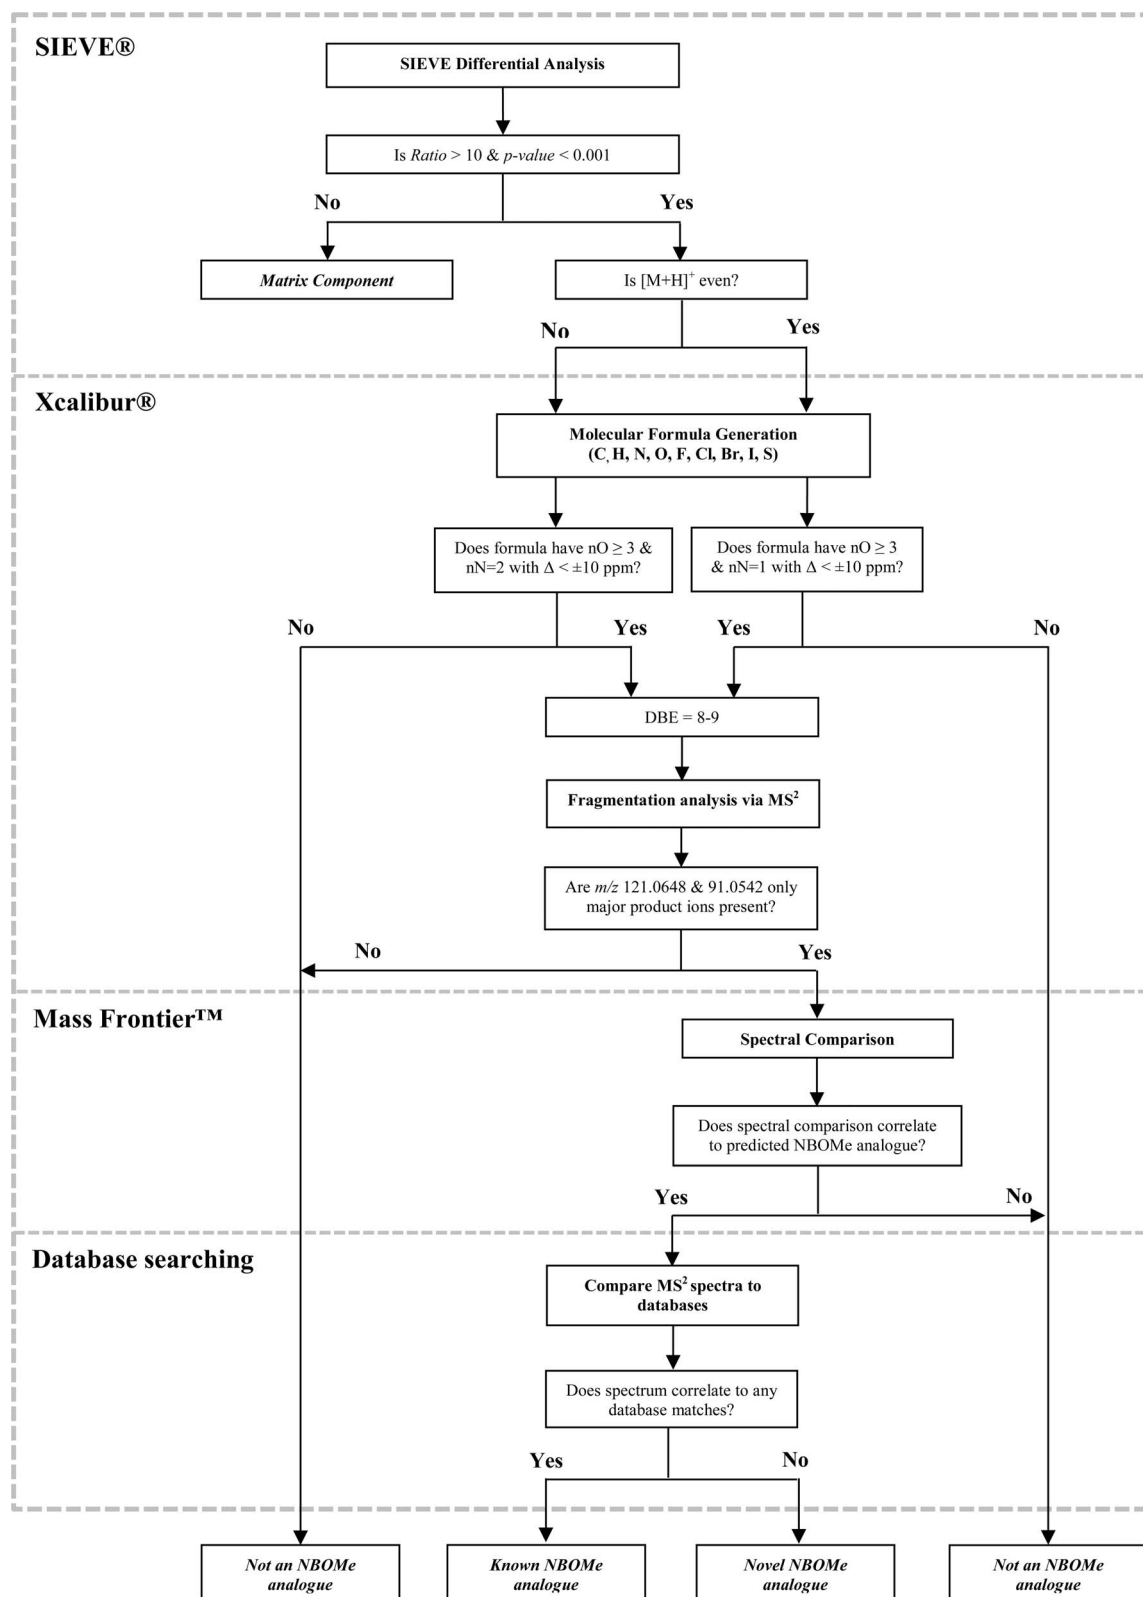 SIEVE®
SIEVE Differential Analysis
Is Ratio > 10 & p-value < 0.001
No
Yes
Matrix Component
Is [M+H]⁺ even?
No
Yes
Xcalibur®
Molecular Formula Generation
(C, H, N, O, F, Cl, Br, I, S)
Does formula have nO ≥ 3 &
nN=2 with Δ < ±10 ppm?
Does formula have nO ≥ 3
& nN=1 with Δ < ±10 ppm?
No
Yes
Yes
No
DBE = 8-9
Fragmentation analysis via MS²
Are m/z 121.0648 & 91.0542 only
major product ions present?
No
Yes
Mass Frontier™
Spectral Comparison
Does spectral comparison correlate
to predicted NBOMe analogue?
Yes
No
Database searching
Compare MS² spectra to
databases
Does spectrum correlate to any
database matches?
Yes
No
Not an NBOMe
analogue
Known NBOMe
analogue
Novel NBOMe
analogue
Not an NBOMe
analogue